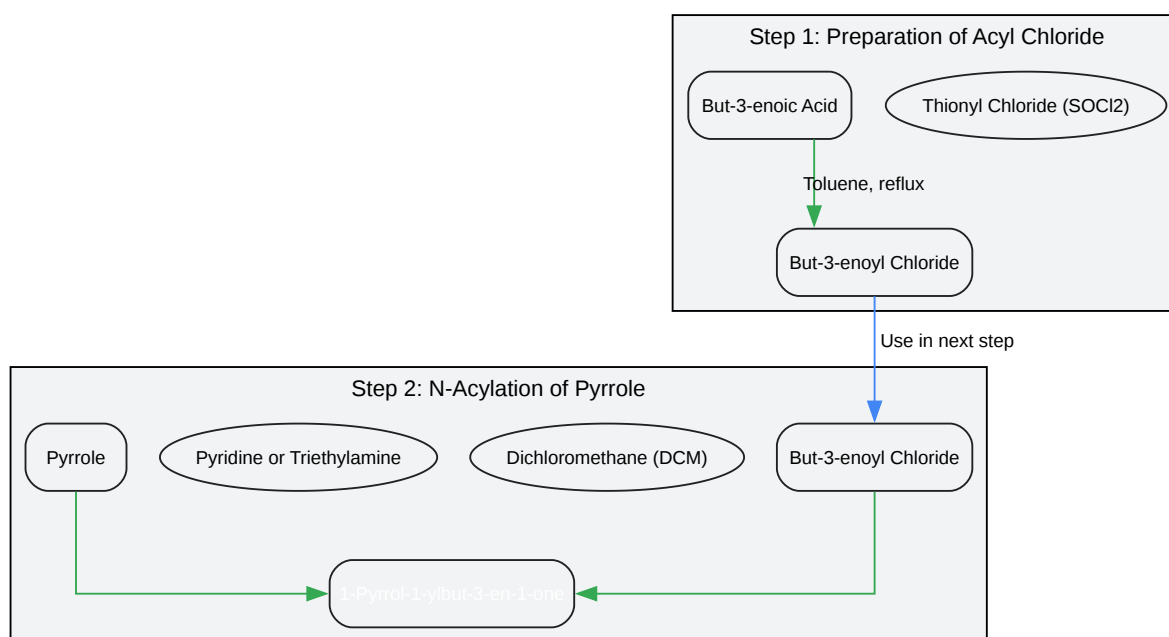 Step 1: Preparation of Acyl Chloride
But-3-enoic Acid
Thionyl Chloride (SOCl2)
Toluene, reflux
But-3-enoyl Chloride
Use in next step
Step 2: N-Acylation of Pyrrole
Pyrrole
Pyridine or Triethylamine
Dichloromethane (DCM)
But-3-enoyl Chloride
1-Pyrrol-1-ylbut-3-en-1-one